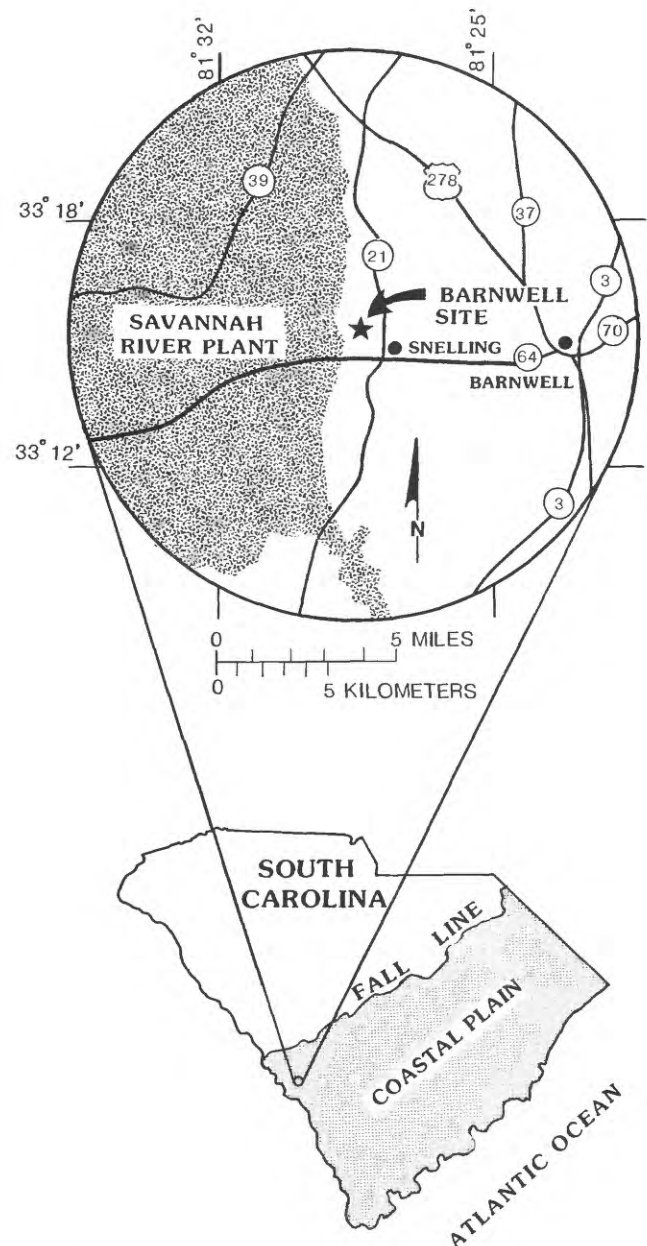 81° 32'
81° 25'
33° 18'
39
278
37
21
3
BARNWELL
SITE
70
SAVANNAH
RIVER PLANT
SNELLING
64
BARNWELL
33° 12'
3
N
0 5 MILES
0 5 KILOMETERS
SOUTH
CAROLINA
FALL LINE
COASTAL PLAIN
ATLANTIC OCEAN